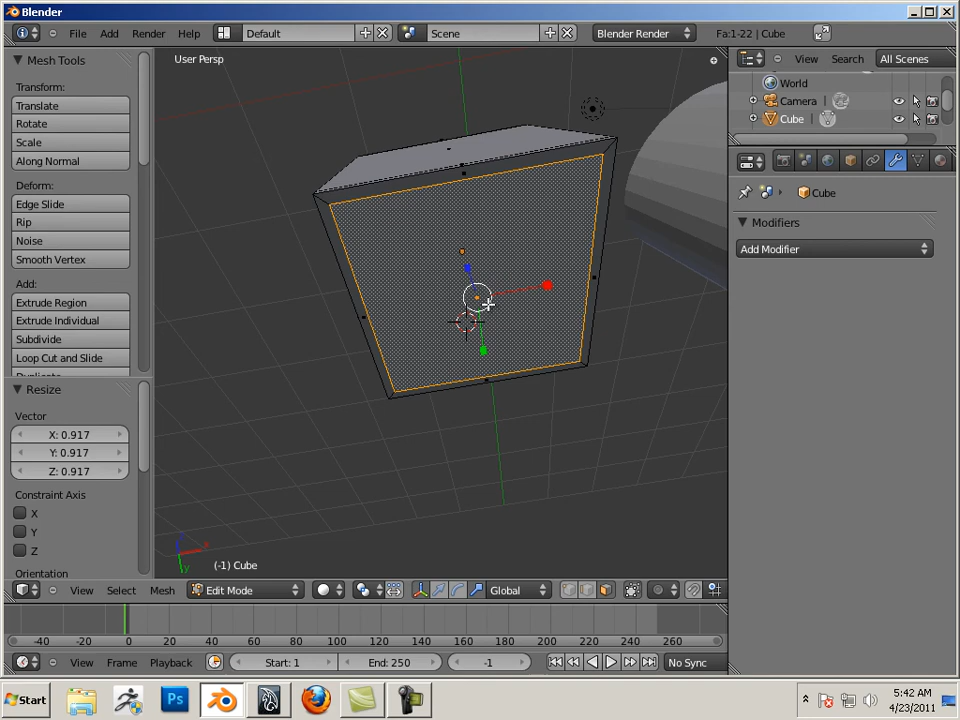 Blender
File Add Render Help Default Scene Blender Render Fa:1-22 | Cube
Mesh Tools
Transform:
Translate
Rotate
Scale
Along Normal
Deform:
Edge Slide
Rip
Noise
Smooth Vertex
Add:
Extrude Region
Extrude Individual
Subdivide
Loop Cut and Slide
Resize
Vector
X: 0.917
Y: 0.917
Z: 0.917
Constraint Axis
X
Y
Z
Orientation
User Persp
x
y
(-1) Cube
View Search All Scenes
World
Camera
Cube
Cube
Modifiers
Add Modifier
View Select Mesh Edit Mode Global
-40 -20 0 20 40 60 80 100 120 140 160 180 200 220 240 260
View Frame Playback Start: 1 End: 250 -1 No Sync
Start Ps 5:42 AM
4/23/2011